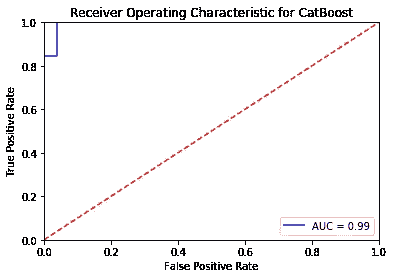 Receiver Operating Characteristic for CatBoost
True Positive Rate
1.0
0.8
0.6
0.4
0.2
0.0
AUC = 0.99
0.0 0.2 0.4 0.6 0.8 1.0
False Positive Rate